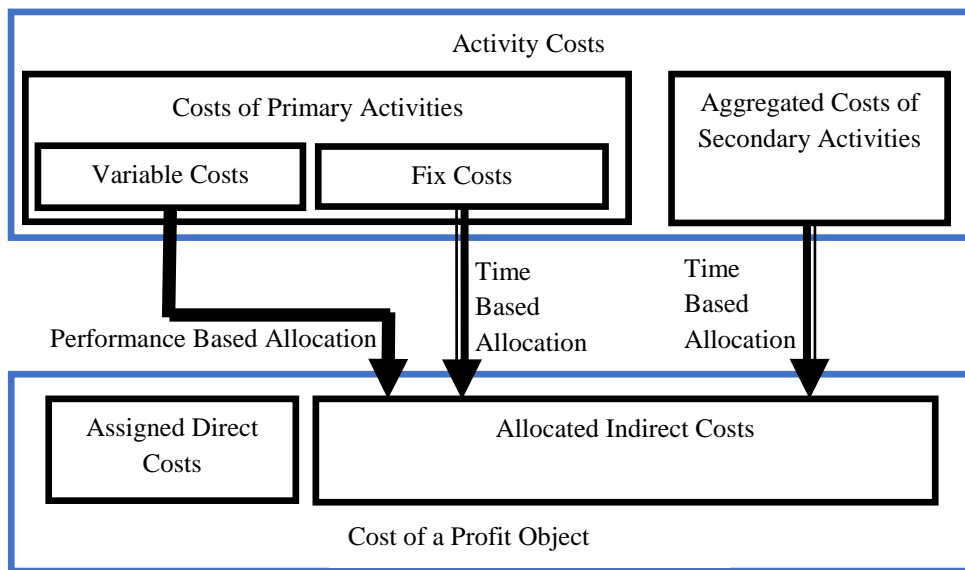 Activity Costs
Costs of Primary Activities
Variable Costs
Fix Costs
Aggregated Costs of
Secondary Activities
Performance Based Allocation
Time
Based
Allocation
Time
Based
Allocation
Assigned Direct
Costs
Allocated Indirect Costs
Cost of a Profit Object